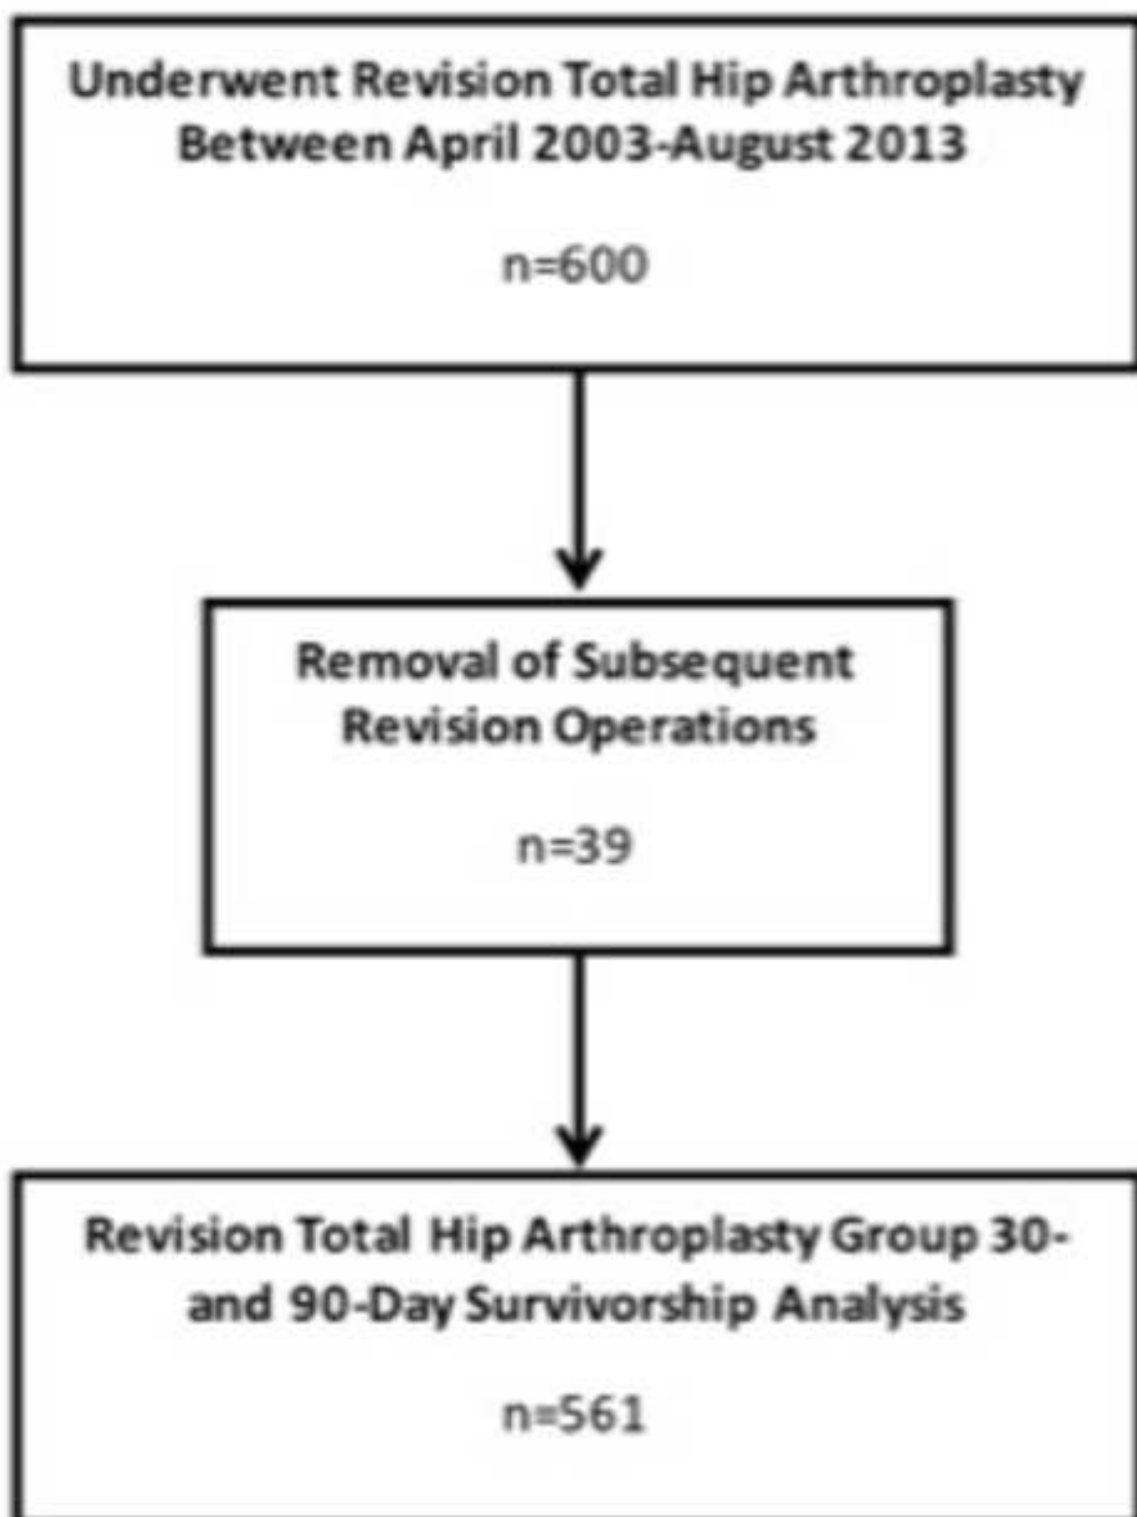 Underwent Revision Total Hip Arthroplasty
Between April 2003-August 2013
n=600
Removal of Subsequent
Revision Operations
n=39
Revision Total Hip Arthroplasty Group 30-
and 90-Day Survivorship Analysis
n=561